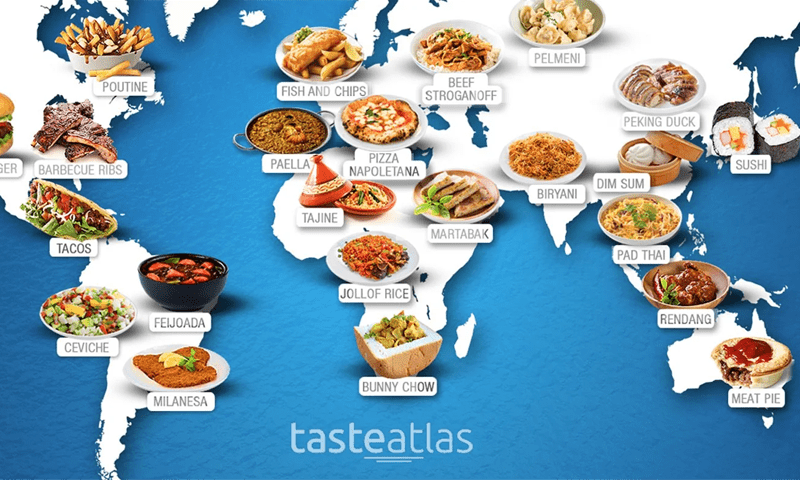 PELMENI
POUTINE
FISH AND CHIPS
BEEF
STROGANOFF
PEKING DUCK
GER
BARBECUE RIBS
PAELLA
PIZZA
NAPOLETANA
BIRYANI
DIM SUM
SUSHI
TACOS
TAJINE
MARTABAK
PAD THAI
CEVICHE
FEIJOADA
JOLLOF RICE
RENDANG
MILANESA
BUNNY CHOW
MEAT PIE
tasteatlas